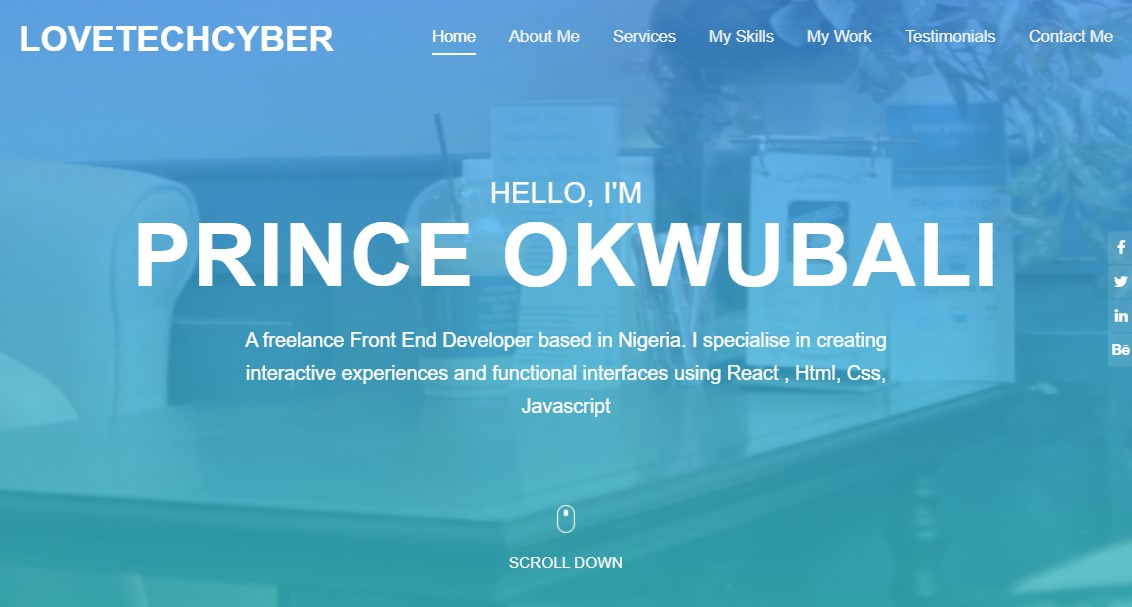 LOVETECHCYBER
Home About Me Services My Skills My Work Testimonials Contact Me
everyday
Promotion
HELLO, I'M
PRINCE OKWUBALI
A freelance Front End Developer based in Nigeria. I specialise in creating
interactive experiences and functional interfaces using React , Html, Css,
Javascript
Bē
SCROLL DOWN